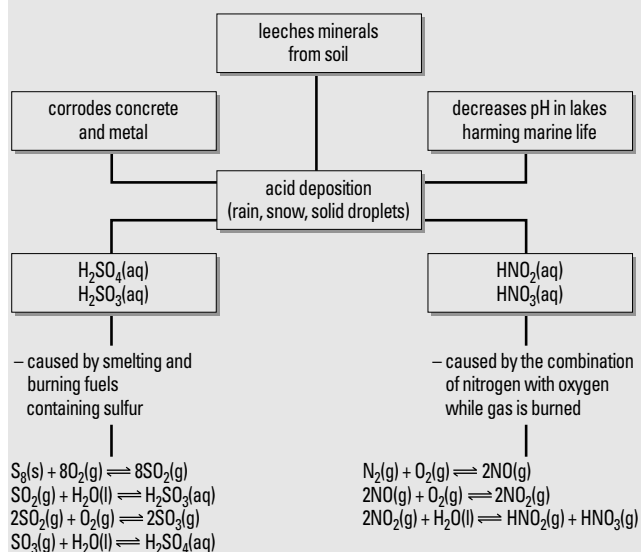 leeches minerals
from soil
corrodes concrete
and metal
decreases pH in lakes
harming marine life
acid deposition
(rain, snow, solid droplets)
H₂SO₄(aq)
H₂SO₃(aq)
HNO₂(aq)
HNO₃(aq)
– caused by smelting and
burning fuels
containing sulfur
– caused by the combination
of nitrogen with oxygen
while gas is burned
S₈(s) + 8O₂(g) ⇌ 8SO₂(g)
SO₂(g) + H₂O(l) ⇌ H₂SO₃(aq)
2SO₂(g) + O₂(g) ⇌ 2SO₃(g)
SO₃(g) + H₂O(l) ⇌ H₂SO₄(aq)
N₂(g) + O₂(g) ⇌ 2NO(g)
2NO(g) + O₂(g) ⇌ 2NO₂(g)
2NO₂(g) + H₂O(l) ⇌ HNO₂(g) + HNO₃(g)